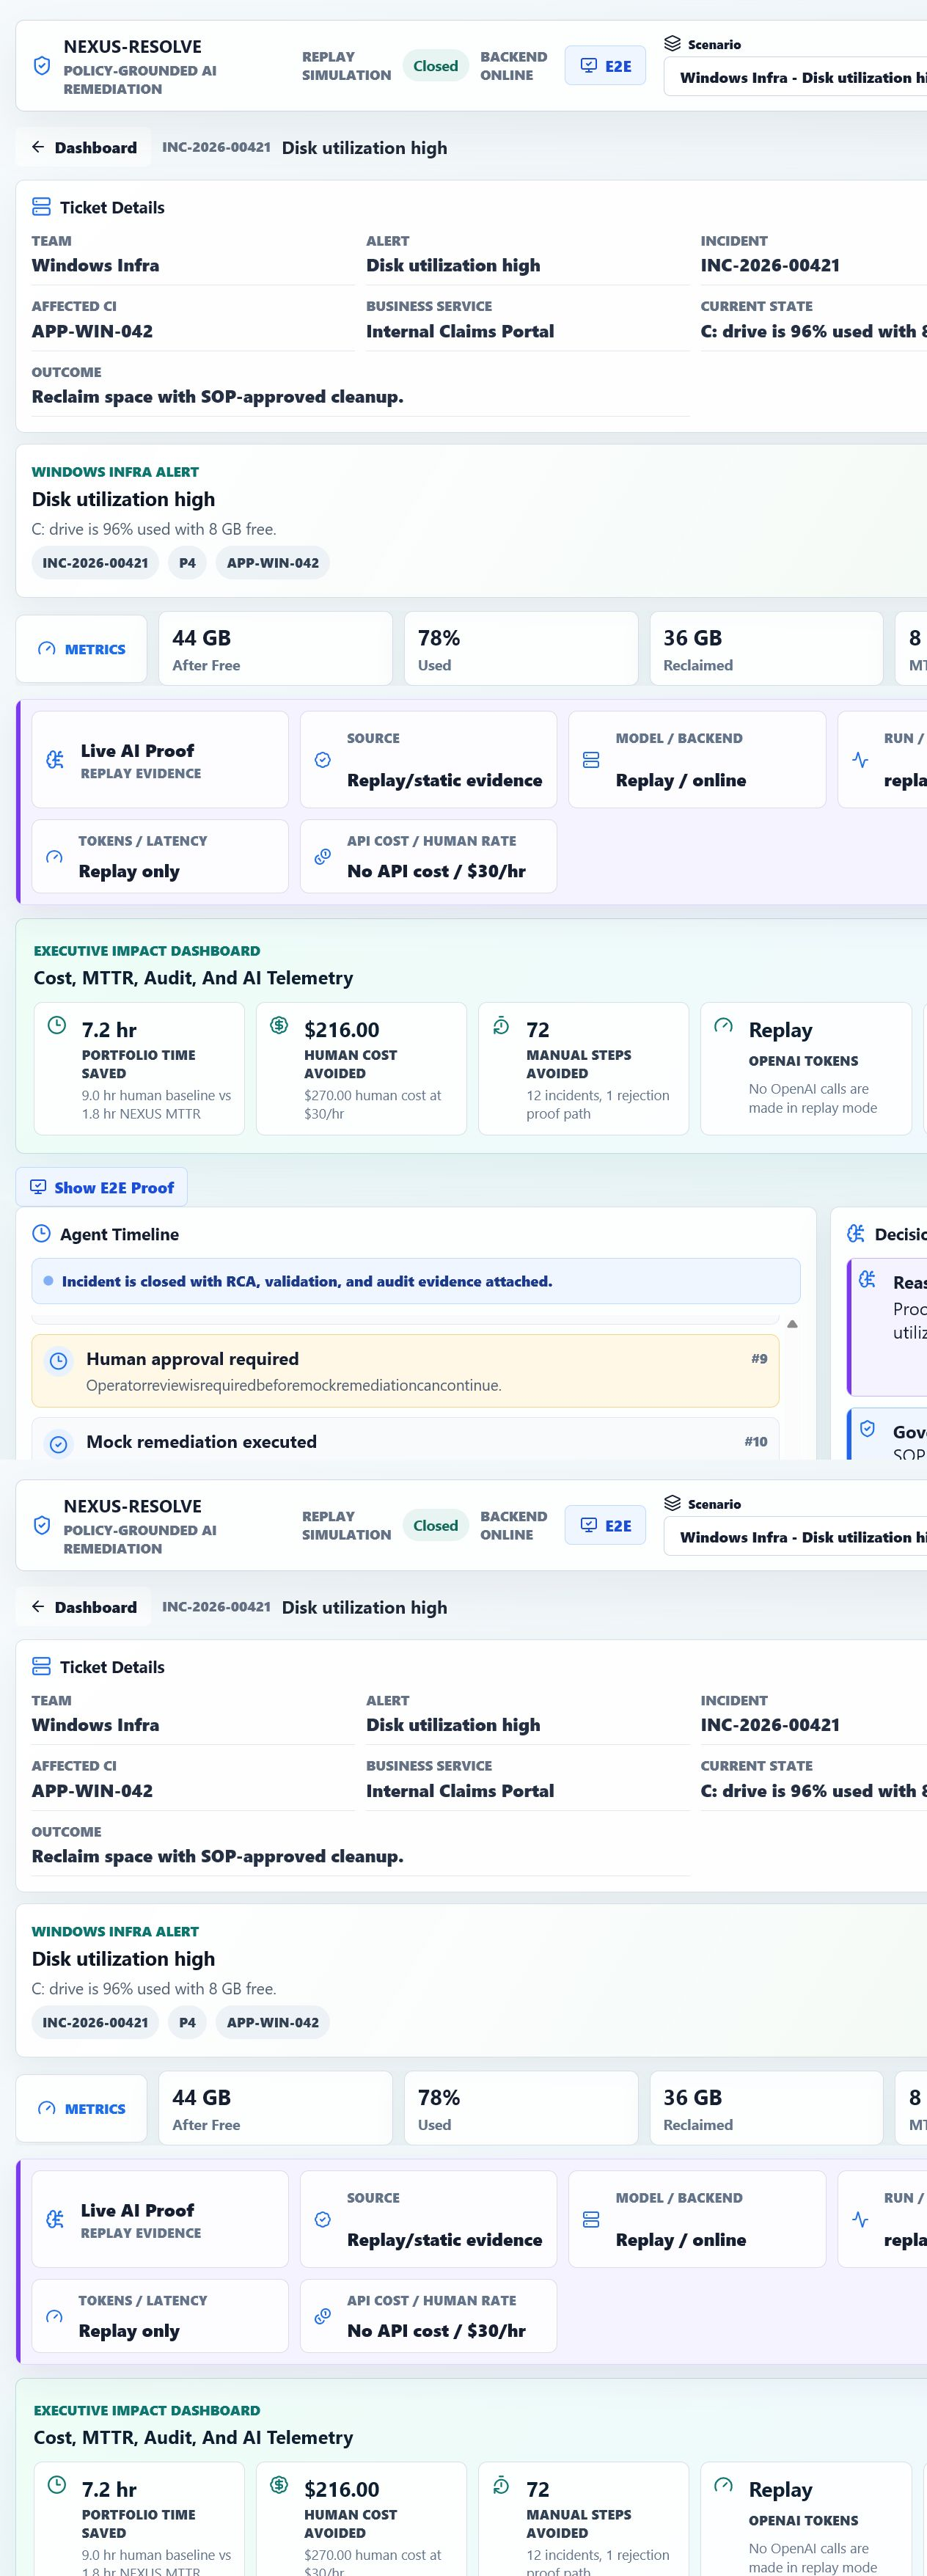 NEXUS-RESOLVE
POLICY-GROUNDED AI
REMEDIATION
REPLAY
SIMULATION
Closed
BACKEND
ONLINE
E2E
Scenario
Windows Infra - Disk utilization hi
Dashboard
INC-2026-00421
Disk utilization high
Ticket Details
TEAM
Windows Infra
ALERT
Disk utilization high
INCIDENT
INC-2026-00421
AFFECTED CI
APP-WIN-042
BUSINESS SERVICE
Internal Claims Portal
CURRENT STATE
C: drive is 96% used with 8
OUTCOME
Reclaim space with SOP-approved cleanup.
WINDOWS INFRA ALERT
Disk utilization high
C: drive is 96% used with 8 GB free.
INC-2026-00421
P4
APP-WIN-042
METRICS
44 GB
After Free
78%
Used
36 GB
Reclaimed
8
Live AI Proof
REPLAY EVIDENCE
SOURCE
Replay/static evidence
MODEL / BACKEND
Replay / online
RUN /
repla
TOKENS / LATENCY
Replay only
API COST / HUMAN RATE
No API cost / $30/hr
EXECUTIVE IMPACT DASHBOARD
Cost, MTTR, Audit, And AI Telemetry
7.2 hr
PORTFOLIO TIME
SAVED
9.0 hr human baseline vs
1.8 hr NEXUS MTTR
$216.00
HUMAN COST
AVOIDED
$270.00 human cost at
$30/hr
72
MANUAL STEPS
AVOIDED
12 incidents, 1 rejection
proof path
Replay
OPENAI TOKENS
No OpenAI calls are
made in replay mode
Show E2E Proof
Agent Timeline
Incident is closed with RCA, validation, and audit evidence attached.
Human approval required
#9
Operatorreviewisrequiredbeforemockremediationcancontinue.
Mock remediation executed
#10
Decisio
Reas
Proc
utiliz
Gov
SOP
NEXUS-RESOLVE
POLICY-GROUNDED AI
REMEDIATION
REPLAY
SIMULATION
Closed
BACKEND
ONLINE
E2E
Scenario
Windows Infra - Disk utilization hi
Dashboard
INC-2026-00421
Disk utilization high
Ticket Details
TEAM
Windows Infra
ALERT
Disk utilization high
INCIDENT
INC-2026-00421
AFFECTED CI
APP-WIN-042
BUSINESS SERVICE
Internal Claims Portal
CURRENT STATE
C: drive is 96% used with 8
OUTCOME
Reclaim space with SOP-approved cleanup.
WINDOWS INFRA ALERT
Disk utilization high
C: drive is 96% used with 8 GB free.
INC-2026-00421
P4
APP-WIN-042
METRICS
44 GB
After Free
78%
Used
36 GB
Reclaimed
8
Live AI Proof
REPLAY EVIDENCE
SOURCE
Replay/static evidence
MODEL / BACKEND
Replay / online
RUN /
repla
TOKENS / LATENCY
Replay only
API COST / HUMAN RATE
No API cost / $30/hr
EXECUTIVE IMPACT DASHBOARD
Cost, MTTR, Audit, And AI Telemetry
7.2 hr
PORTFOLIO TIME
SAVED
9.0 hr human baseline vs
1.8 hr NEXUS MTTR
$216.00
HUMAN COST
AVOIDED
$270.00 human cost at
$30/hr
72
MANUAL STEPS
AVOIDED
12 incidents, 1 rejection
proof path
Replay
OPENAI TOKENS
No OpenAI calls are
made in replay mode